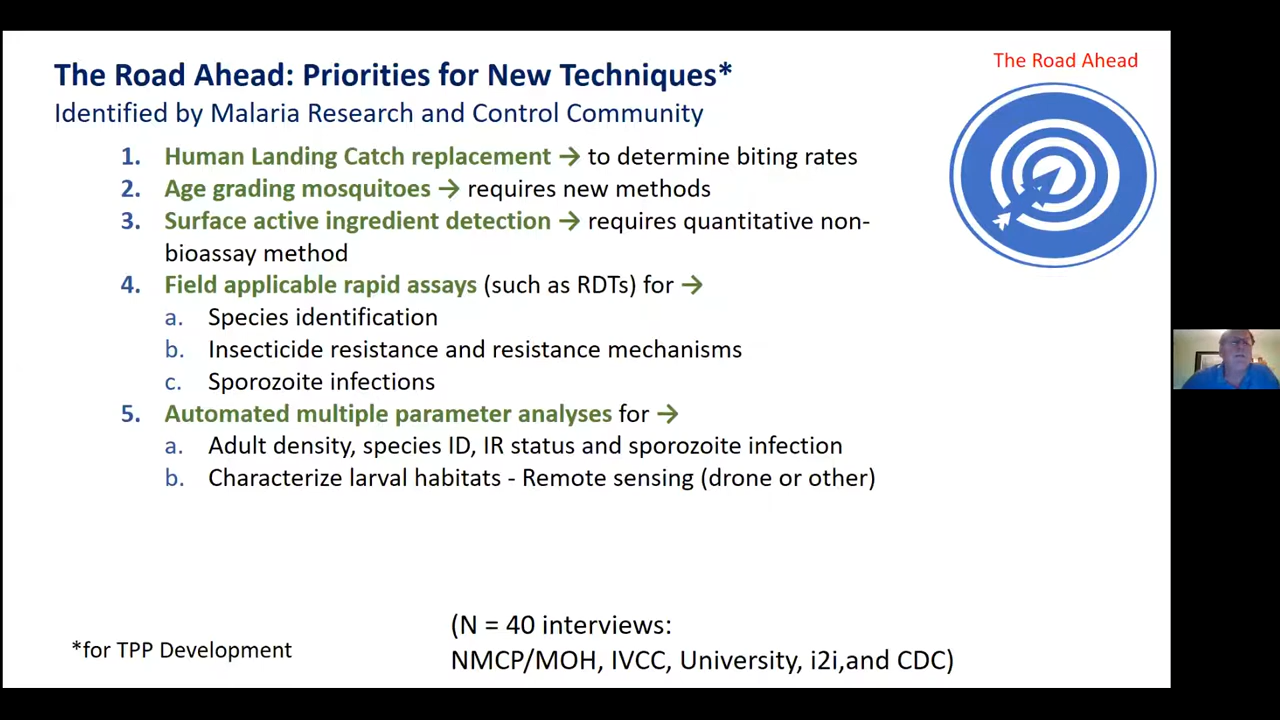 The Road Ahead: Priorities for New Techniques*
The Road Ahead
Identified by Malaria Research and Control Community
1. Human Landing Catch replacement → to determine biting rates
2. Age grading mosquitoes → requires new methods
3. Surface active ingredient detection → requires quantitative non-
bioassay method
4. Field applicable rapid assays (such as RDTs) for →
a. Species identification
b. Insecticide resistance and resistance mechanisms
c. Sporozoite infections
5. Automated multiple parameter analyses for →
a. Adult density, species ID, IR status and sporozoite infection
b. Characterize larval habitats - Remote sensing (drone or other)
(N = 40 interviews:
*for TPP Development
NMCP/MOH, IVCC, University, i2i,and CDC)